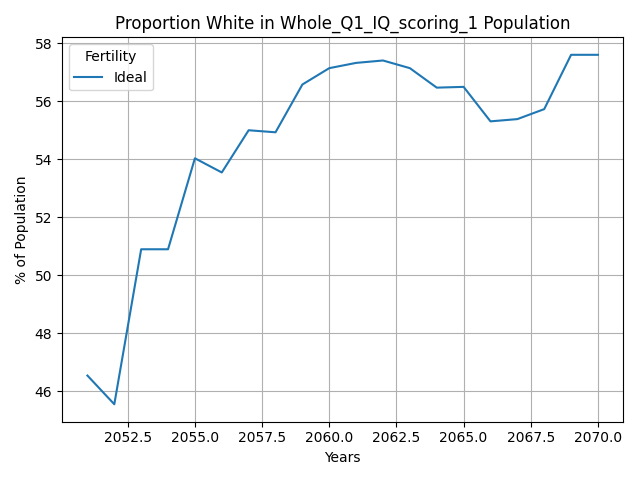 Proportion White in Whole_Q1_IQ_scoring_1 Population
Fertility
Ideal
% of Population
58
56
54
52
50
48
46
2052.5 2055.0 2057.5 2060.0 2062.5 2065.0 2067.5 2070.0
Years